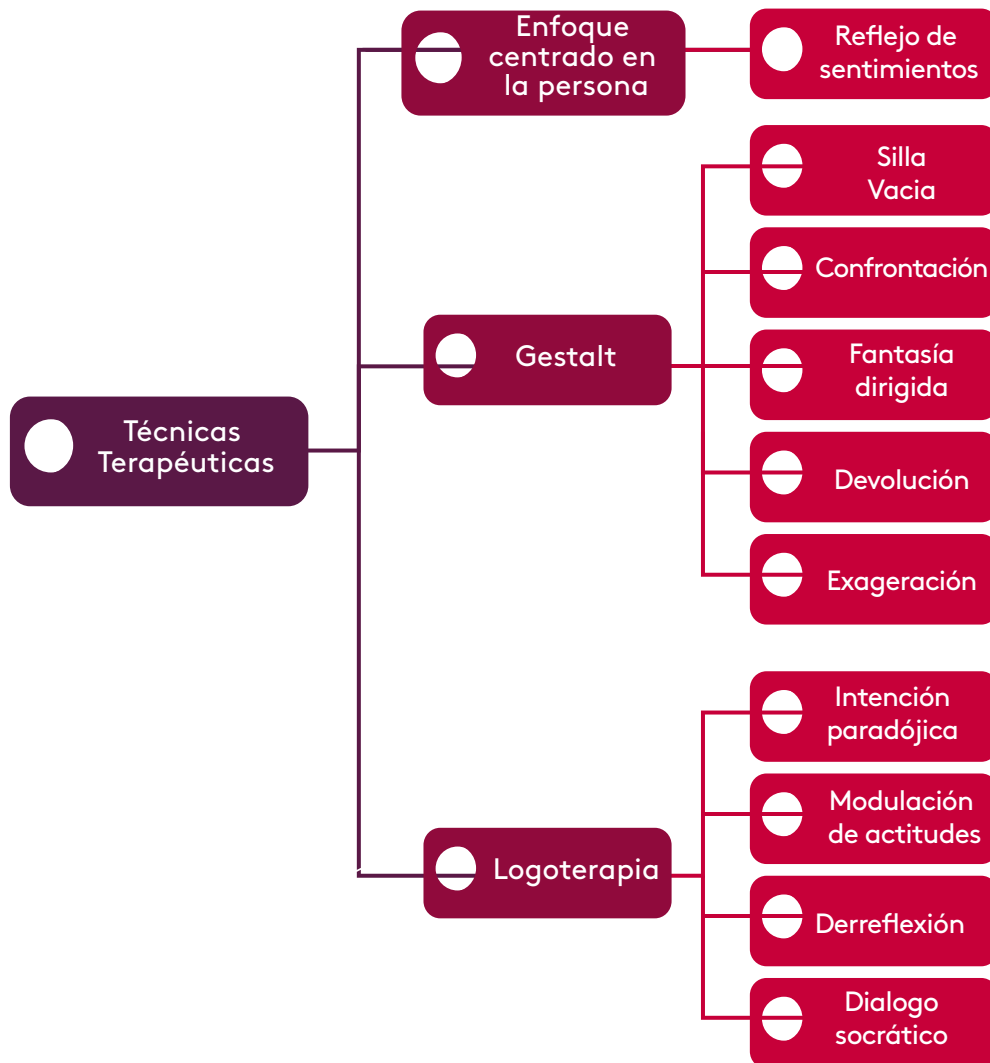 Enfoque
centrado en
la persona
Reflejo de
sentimientos
Silla
Vacia
Confrontación
Gestalt
Fantasía
dirigida
Técnicas
Terapéuticas
Devolución
Exageración
Intención
paradójica
Modulación
de actitudes
Logoterapia
Derreflexión
Dialogo
socrático